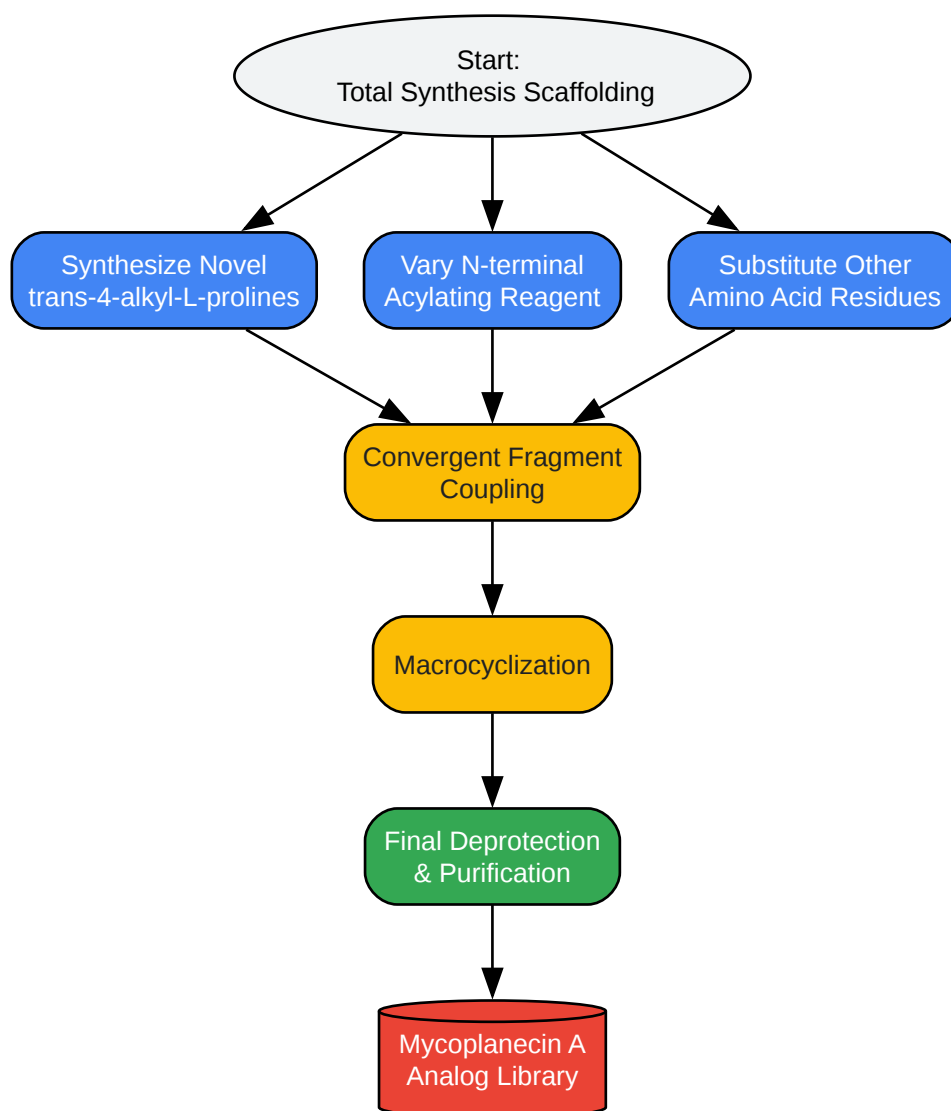 Start:
Total Synthesis Scaffolding
Synthesize Novel
trans-4-alkyl-L-prolines
Vary N-terminal
Acylating Reagent
Substitute Other
Amino Acid Residues
Convergent Fragment
Coupling
Macrocyclization
Final Deprotection
& Purification
Mycoplanecin A
Analog Library